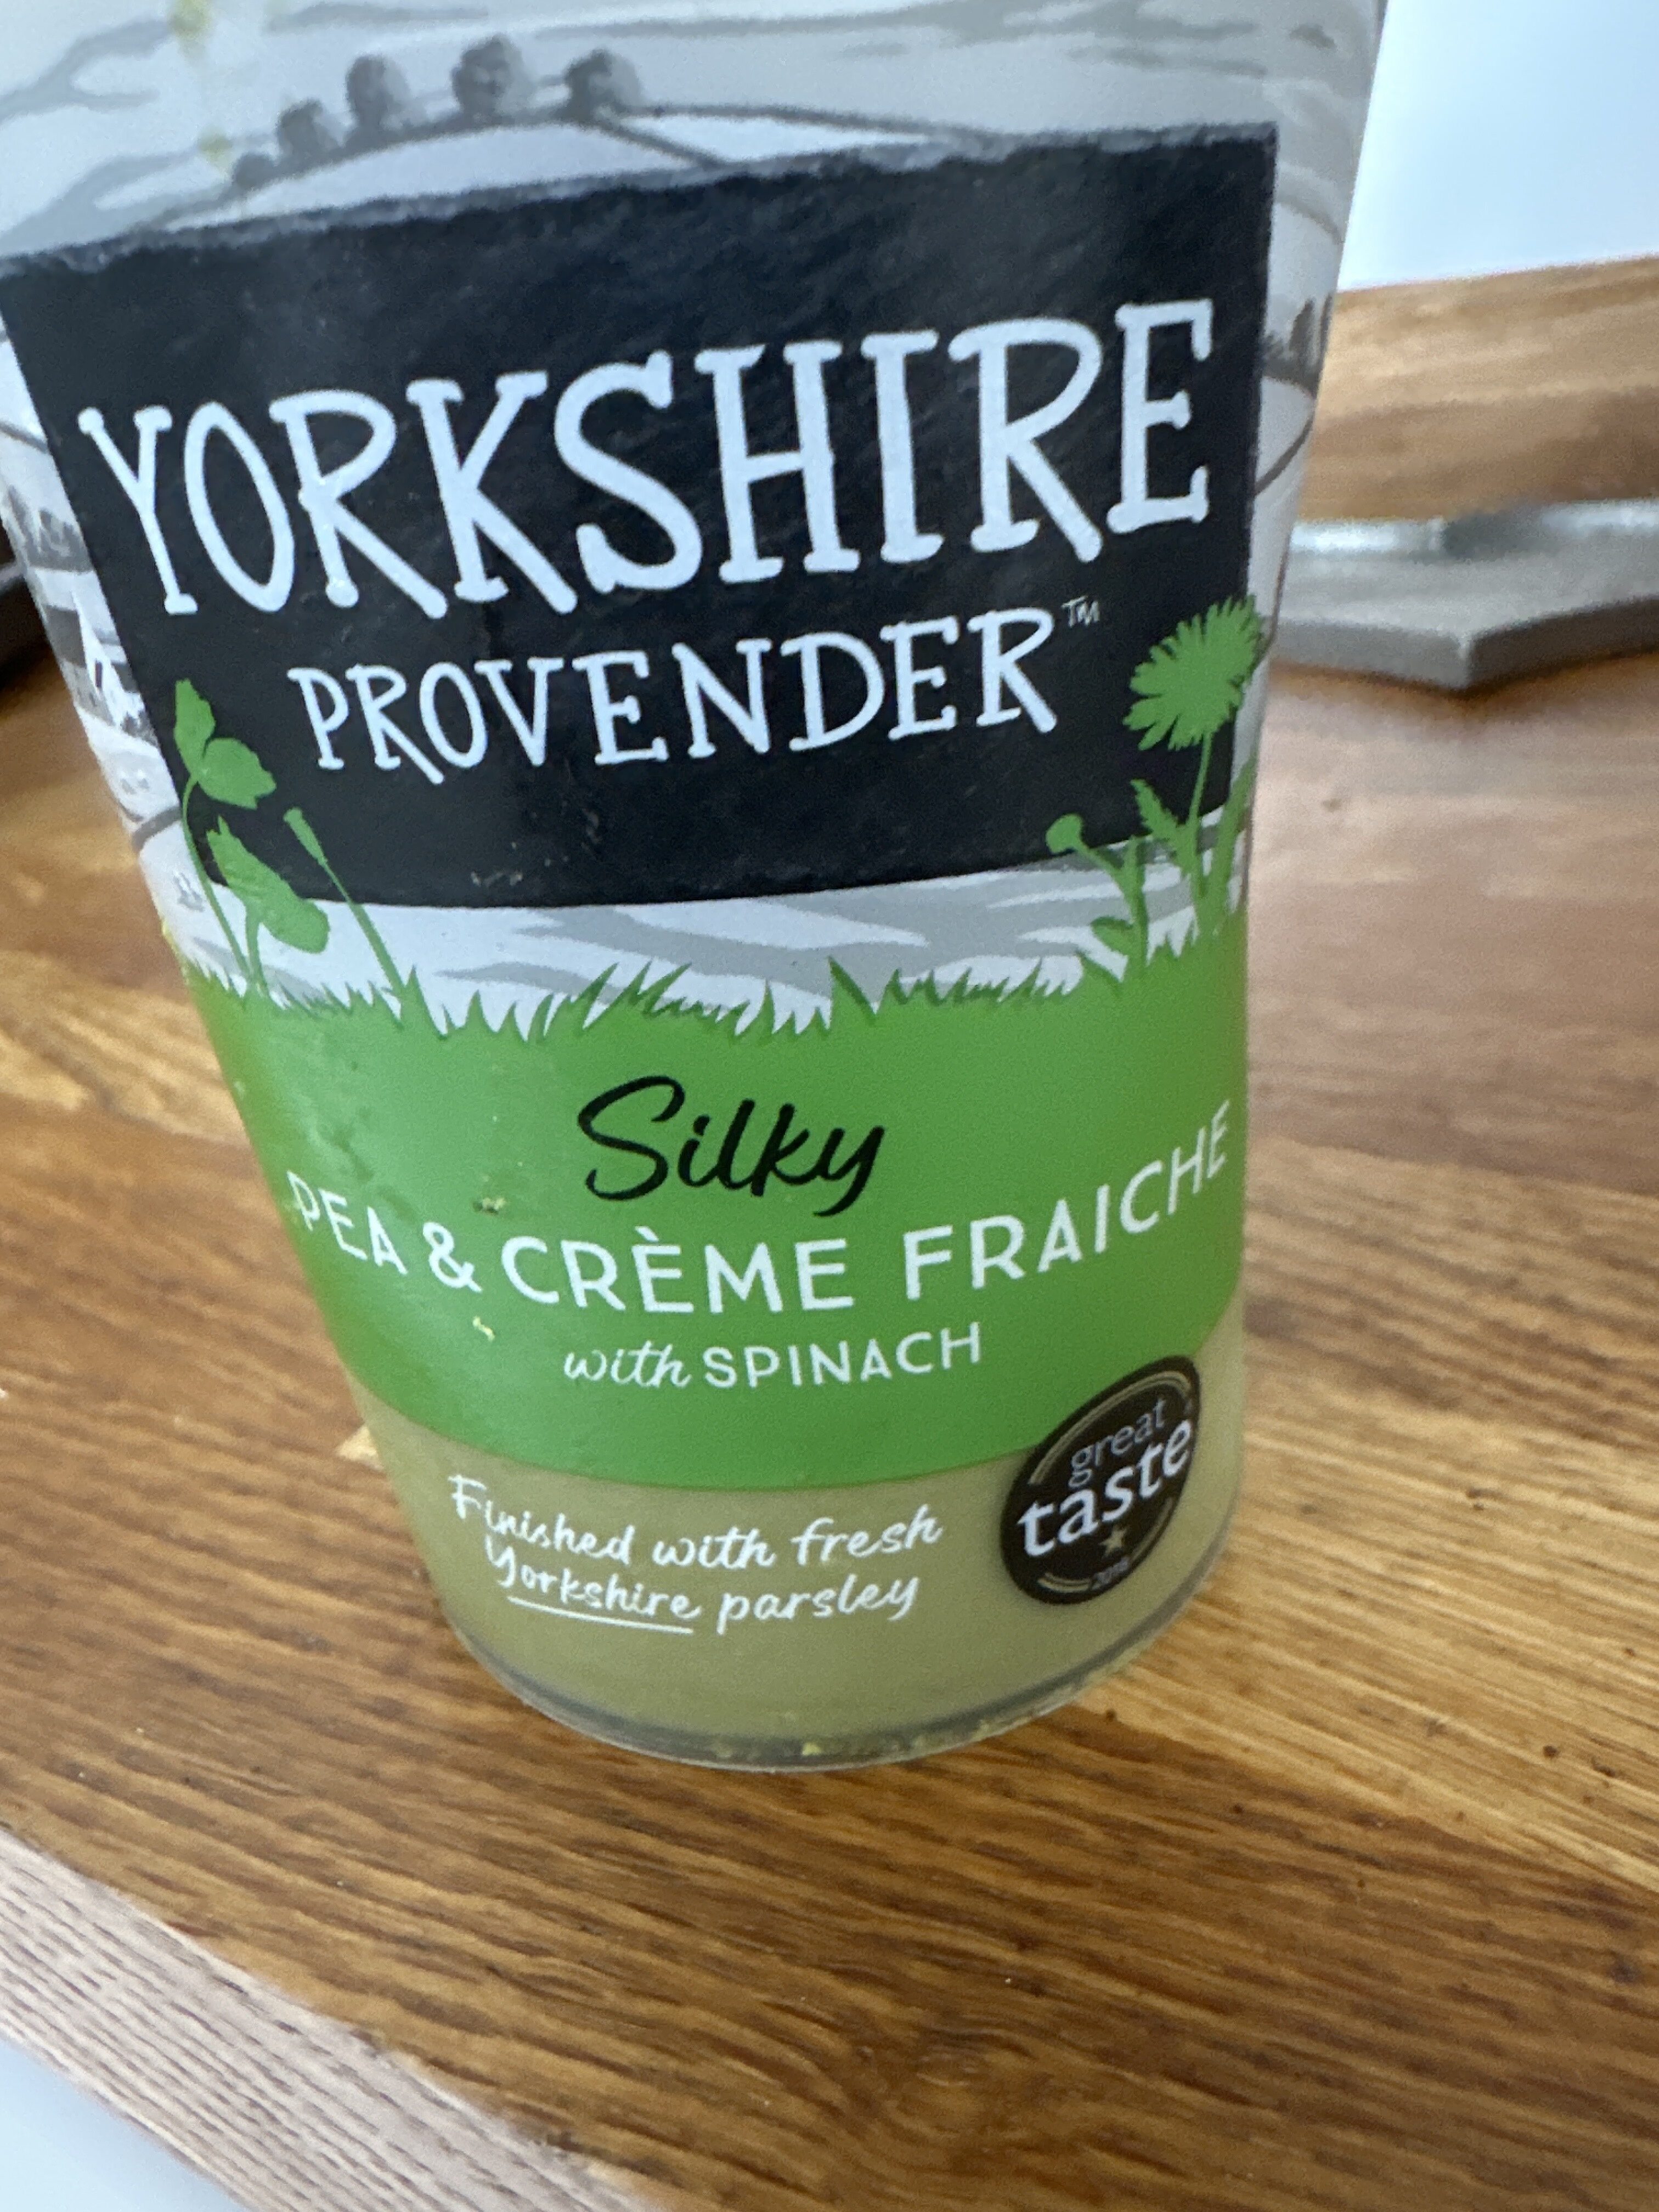 YORKSHIRE
PROVENDER™
Silky
PEA & CRÈME FRAICHE
with SPINACH
Finished with fresh
Yorkshire parsley
great
taste